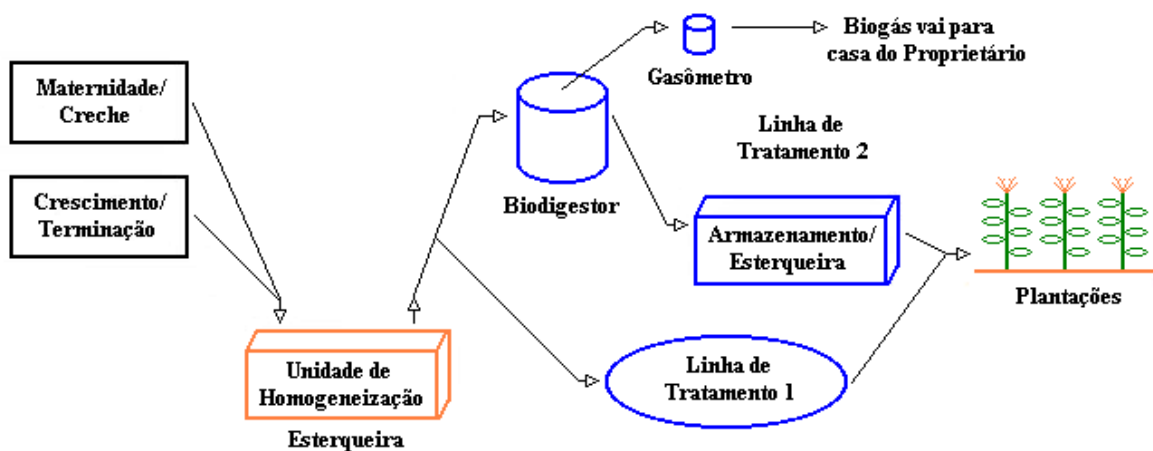 Maternidade/
Creche
Crescimento/
Terminação
Unidade de
Homogeneização
Esterqueira
Biodigestor
Gasômetro
Biogás vai para
casa do Proprietário
Linha de
Tratamento 2
Armazenamento/
Esterqueira
Linha de
Tratamento 1
Plantações